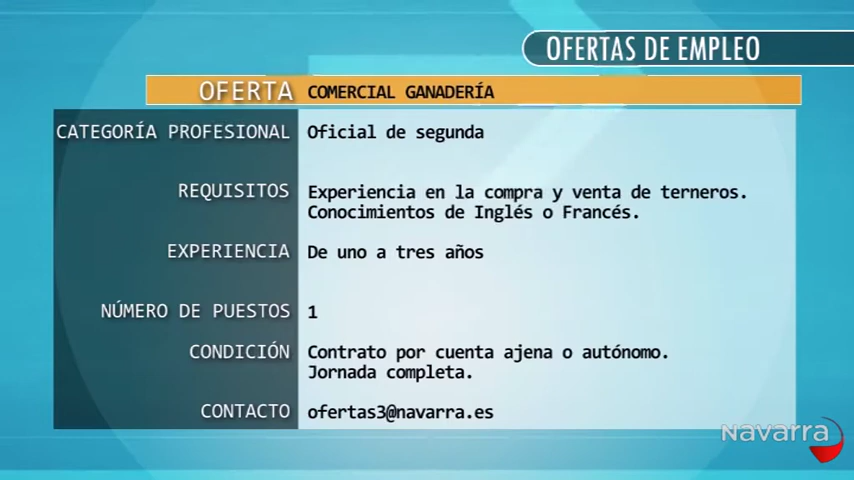 OFERTAS DE EMPLEO
OFERTA COMERCIAL GANADERÍA
CATEGORÍA PROFESIONAL Oficial de segunda
REQUISITOS Experiencia en la compra y venta de terneros.
Conocimientos de Inglés o Francés.
EXPERIENCIA De uno a tres años
NÚMERO DE PUESTOS 1
CONDICIÓN Contrato por cuenta ajena o autónomo.
Jornada completa.
CONTACTO ofertas3@navarra.es
Navarra